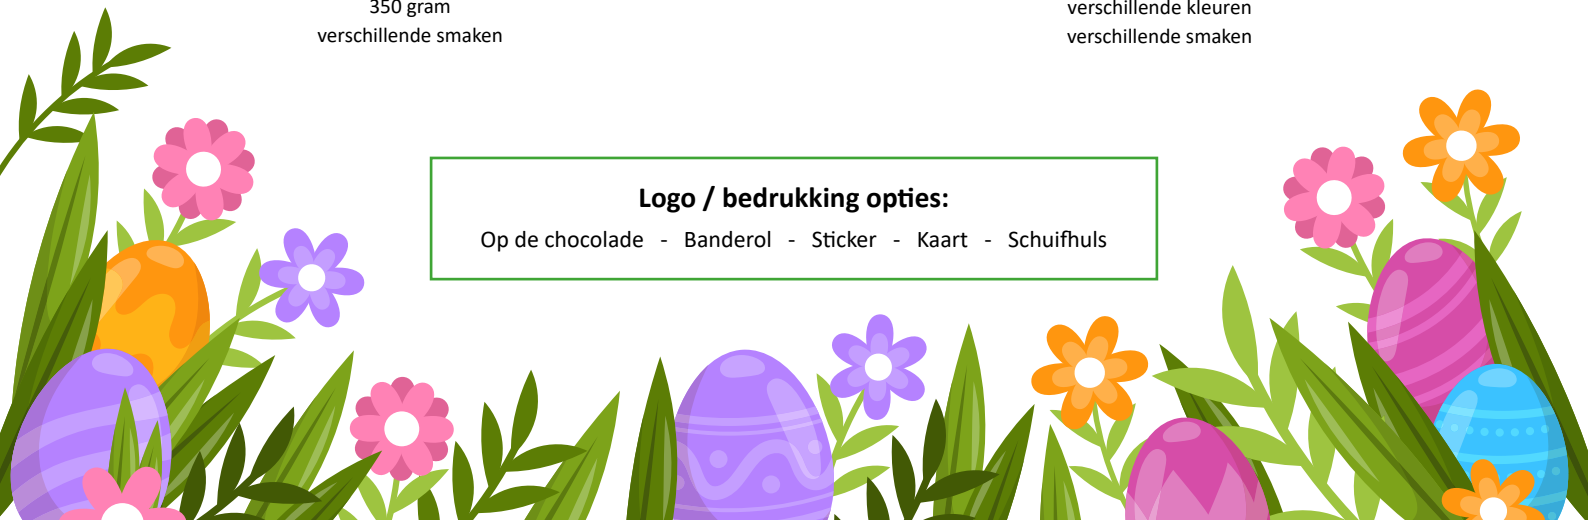 350 gram
verschillende smaken
verschillende kleuren
verschillende smaken
Logo / bedrukking opties:
Op de chocolade - Banderol - Sticker - Kaart - Schuifhuls